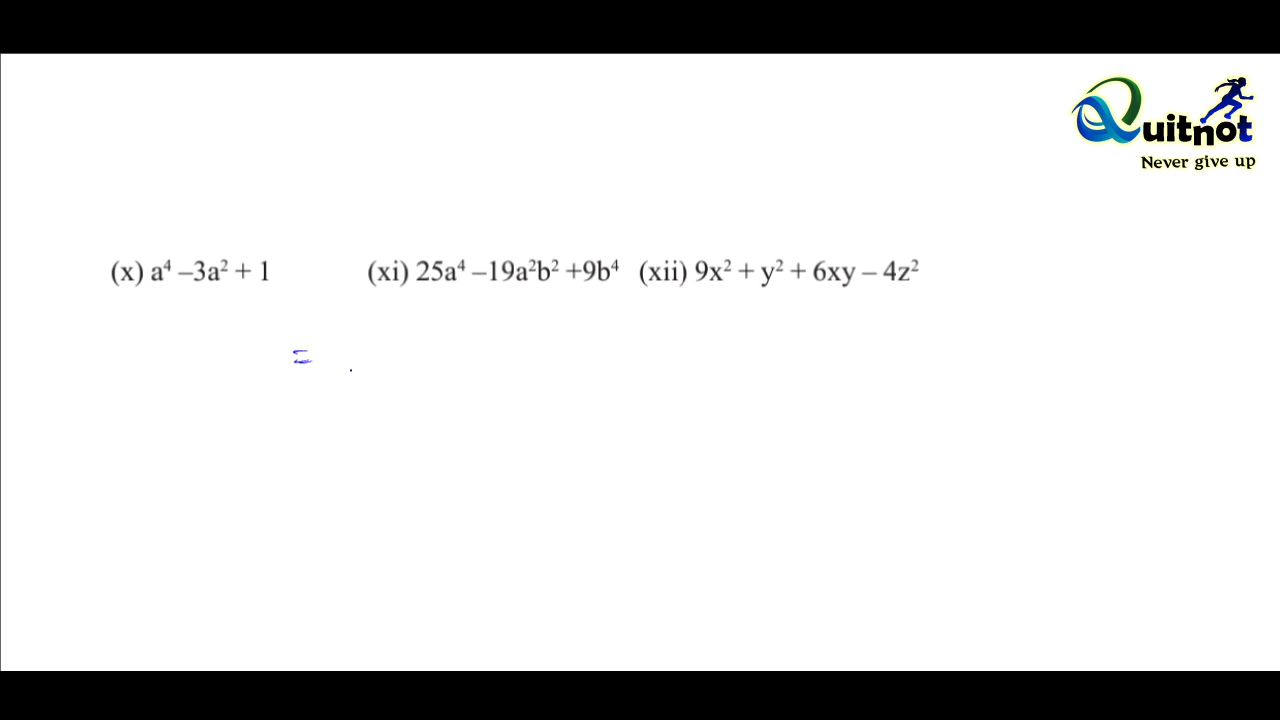 Quitnot
Never give up
(x) a⁴ –3a² + 1 (xi) 25a⁴ –19a²b² +9b⁴ (xii) 9x² + y² + 6xy – 4z²
=